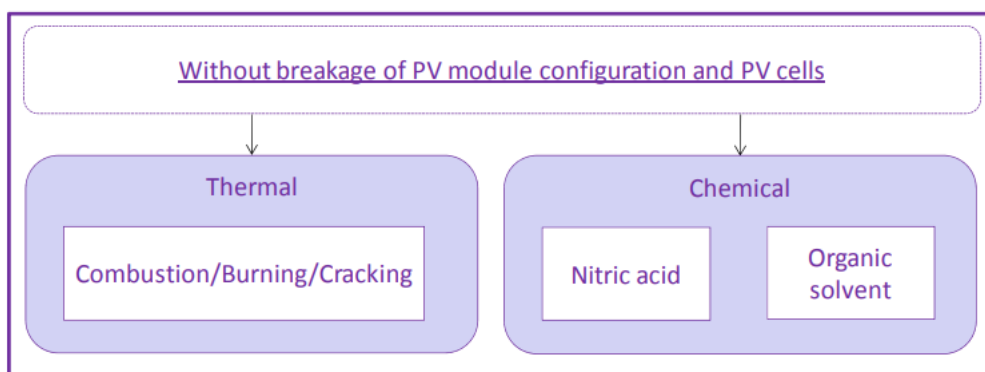 Without breakage of PV module configuration and PV cells
Thermal
Combustion/Burning/Cracking
Chemical
Nitric acid
Organic
solvent